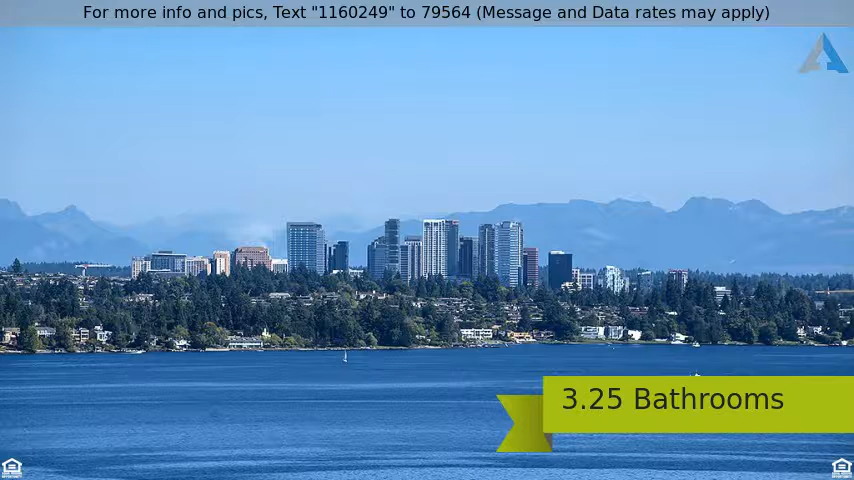 For more info and pics, Text "1160249" to 79564 (Message and Data rates may apply)
3.25 Bathrooms